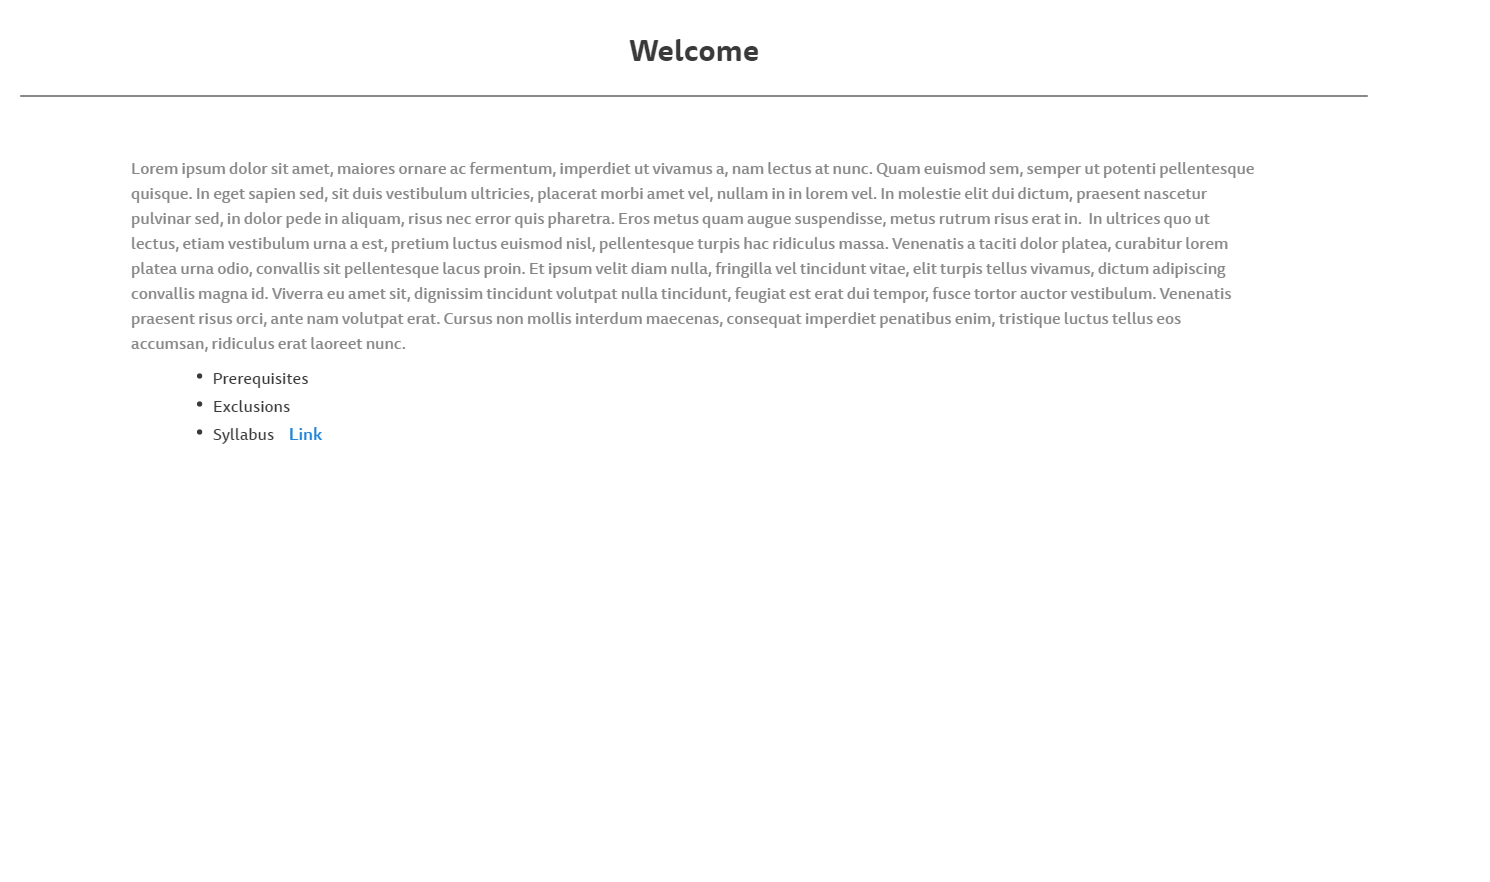 Welcome
Lorem ipsum dolor sit amet, maiores ornare ac fermentum, imperdiet ut vivamus a, nam lectus at nunc. Quam euismod sem, semper ut potenti pellentesque
quisque. In eget sapien sed, sit duis vestibulum ultricies, placerat morbi amet vel, nullam in in lorem vel. In molestie elit dui dictum, praesent nascetur
pulvinar sed, in dolor pede in aliquam, risus nec error quis pharetra. Eros metus quam augue suspendisse, metus rutrum risus erat in.  In ultrices quo ut
lectus, etiam vestibulum urna a est, pretium luctus euismod nisl, pellentesque turpis hac ridiculus massa. Venenatis a taciti dolor platea, curabitur lorem
platea urna odio, convallis sit pellentesque lacus proin. Et ipsum velit diam nulla, fringilla vel tincidunt vitae, elit turpis tellus vivamus, dictum adipiscing
convallis magna id. Viverra eu amet sit, dignissim tincidunt volutpat nulla tincidunt, feugiat est erat dui tempor, fusce tortor auctor vestibulum. Venenatis
praesent risus orci, ante nam volutpat erat. Cursus non mollis interdum maecenas, consequat imperdiet penatibus enim, tristique luctus tellus eos
accumsan, ridiculus erat laoreet nunc.
• Prerequisites
• Exclusions
• Syllabus Link